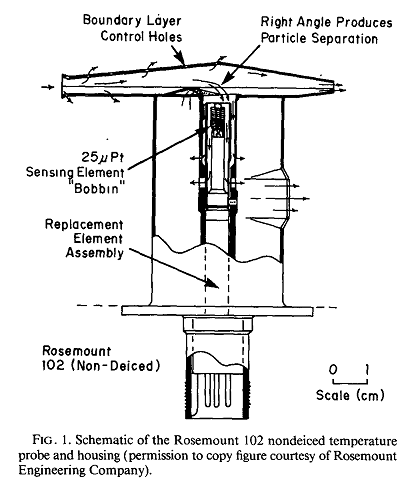 Boundary Layer
Control Holes
Right Angle Produces
Particle Separation
25μPt
Sensing Element
"Bobbin"
Replacement
Element
Assembly
Rosemount
102 (Non-Deiced)
0 1
Scale (cm)
FIG. 1. Schematic of the Rosemount 102 nondeiced temperature
probe and housing (permission to copy figure courtesy of Rosemount
Engineering Company).